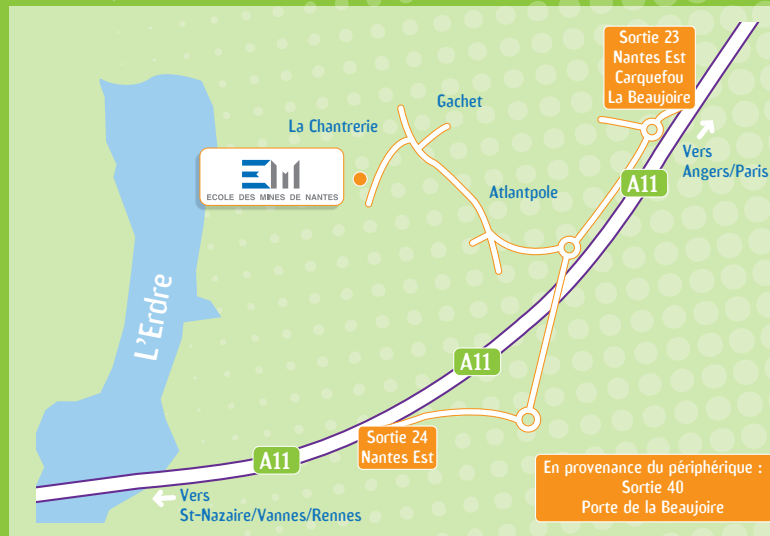 Sortie 23
Nantes Est
Carquefou
La Beaujoire
Gachet
La Chantrerie
EM
ECOLE DES MINES DE NANTES
Vers
Angers/Paris
A11
Atlantpole
L'Erdre
A11
Sortie 24
Nantes Est
A11
En provenance du périphérique :
Sortie 40
Porte de la Beaujoire
Vers
St-Nazaire/Vannes/Rennes